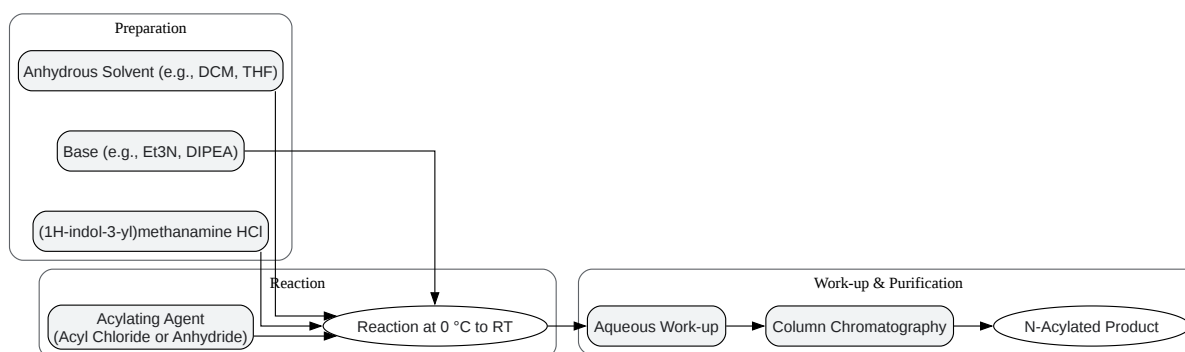 Preparation
Anhydrous Solvent (e.g., DCM, THF)
Base (e.g., Et3N, DIPEA)
(1H-indol-3-yl)methanamine HCl
Reaction
Acylating Agent
(Acyl Chloride or Anhydride)
Reaction at 0 °C to RT
Work-up & Purification
Aqueous Work-up
Column Chromatography
N-Acylated Product